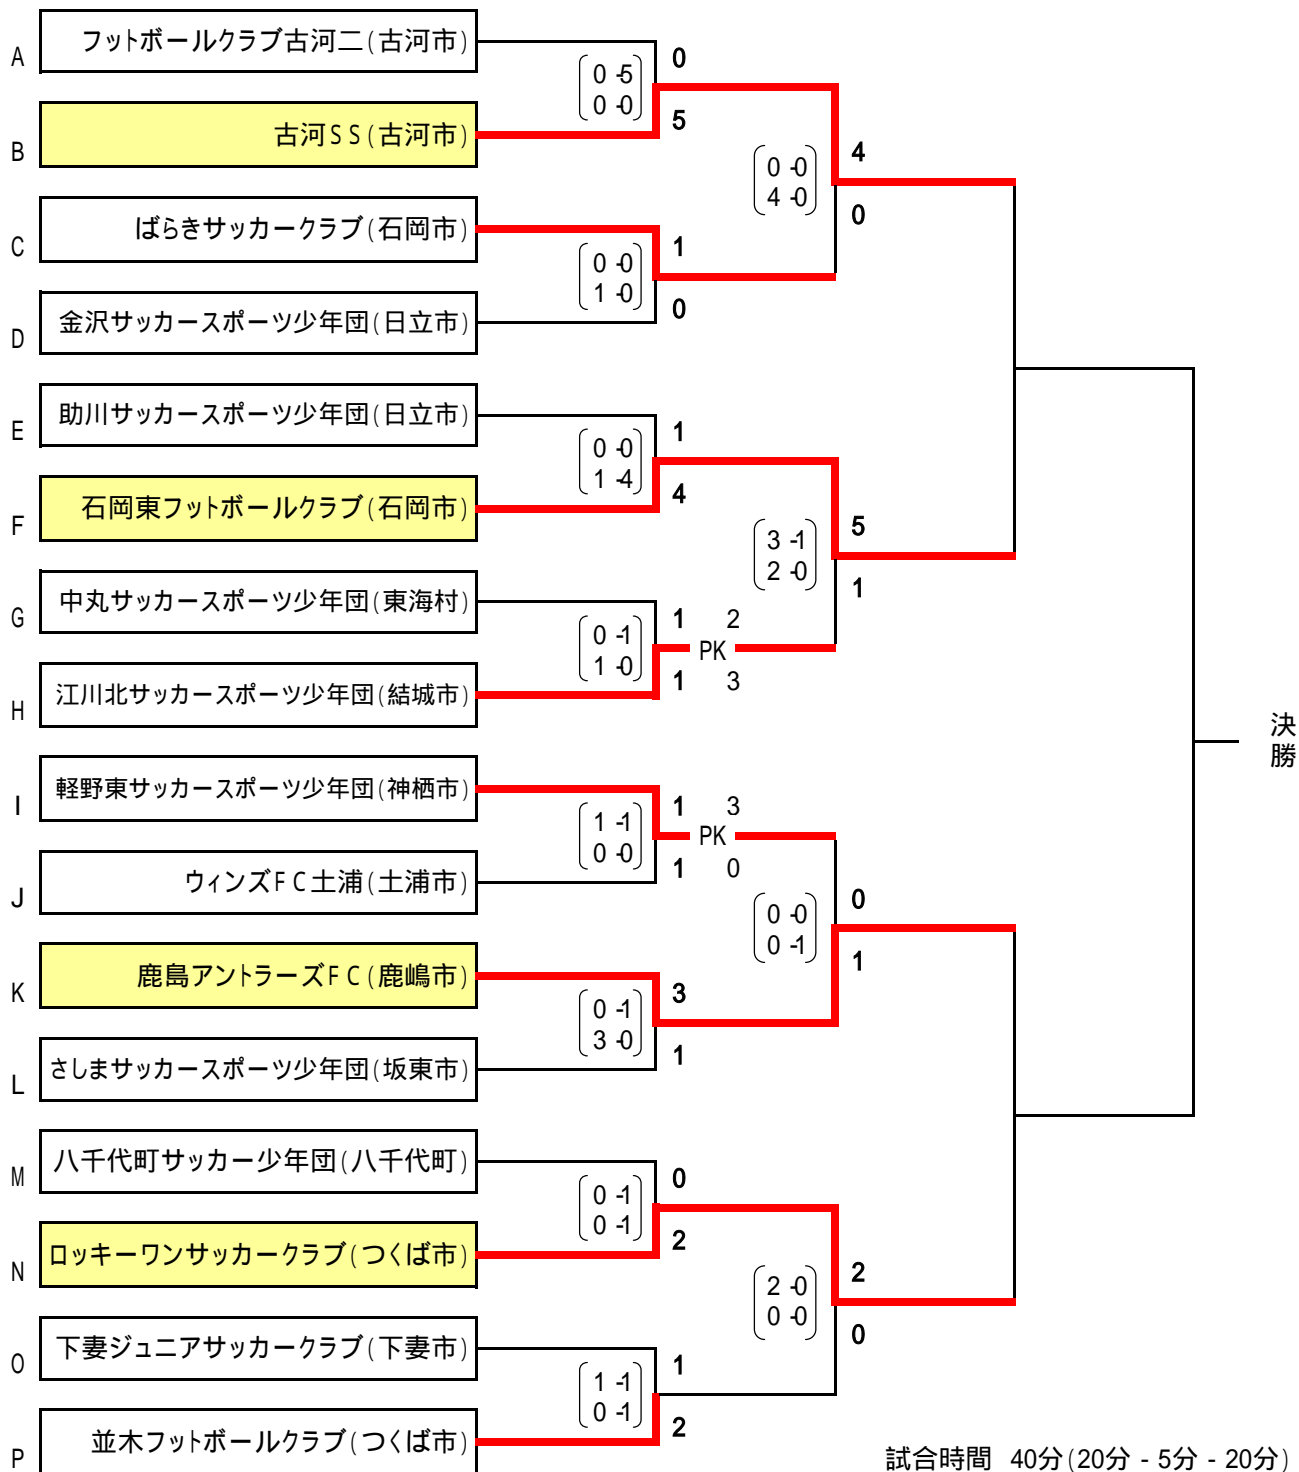 A フットボールクラブ古河二(古河市)
0
0 -5
0 -0
5
B 古河SS(古河市)
4
0 -0
4 -0
0
C ばらきサッカークラブ(石岡市)
1
0 -0
1 -0
0
D 金沢サッカースポーツ少年団(日立市)
E 助川サッカースポーツ少年団(日立市)
1
0 -0
1 -4
4
F 石岡東フットボールクラブ(石岡市)
5
3 -1
2 -0
1
G 中丸サッカースポーツ少年団(東海村)
1 2
0 -1
1 -0
PK
1 3
H 江川北サッカースポーツ少年団(結城市)
決勝
I 軽野東サッカースポーツ少年団(神栖市)
1 3
1 -1
0 -0
PK
1 0
J ウィンズFC土浦(土浦市)
0
0 -0
0 -1
1
K 鹿島アントラーズFC(鹿嶋市)
3
0 -1
3 -0
1
L さしまサッカースポーツ少年団(坂東市)
M 八千代町サッカー少年団(八千代町)
0
0 -1
0 -1
2
N ロッキーワンサッカークラブ(つくば市)
2
2 -0
0 -0
0
O 下妻ジュニアサッカークラブ(下妻市)
1
1 -1
0 -1
2
P 並木フットボールクラブ(つくば市)
試合時間 40分(20分 - 5分 - 20分)